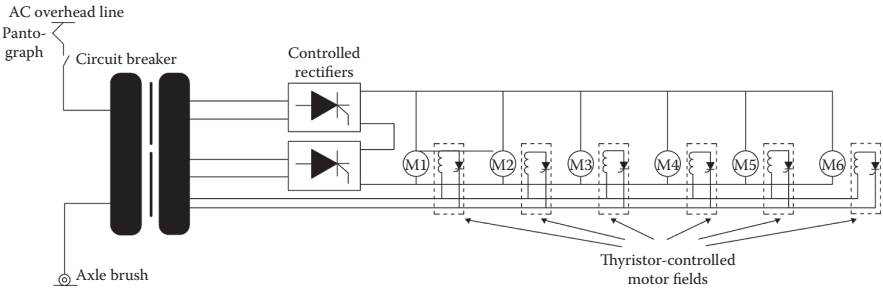 AC overhead line
Panto-
graph
Circuit breaker
Controlled
rectifiers
M1
M2
M3
M4
M5
M6
Thyristor-controlled
motor fields
Axle brush